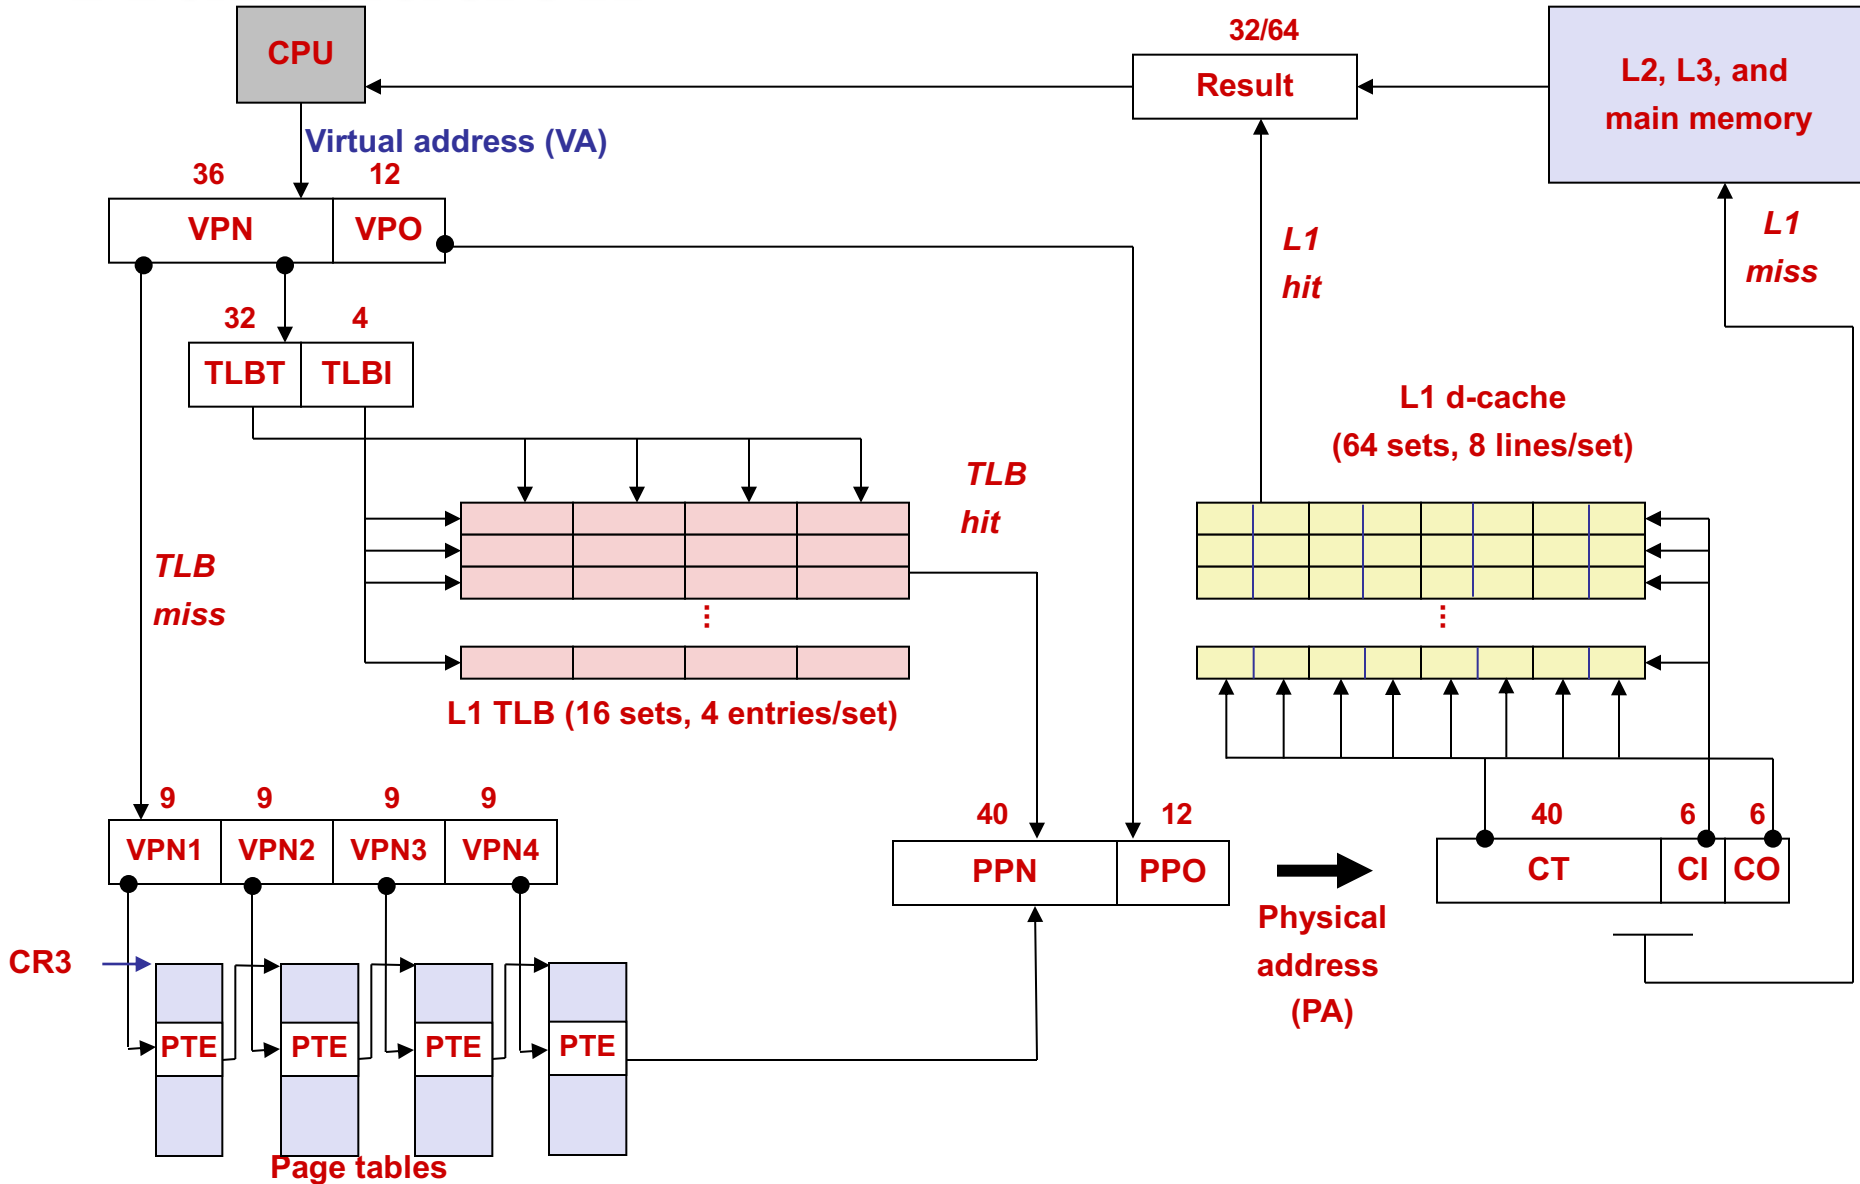 CPU
32/64
Result
L2, L3, and
main memory
Virtual address (VA)
36
12
VPN
VPO
L1
hit
L1
miss
32
4
TLBT
TLBI
L1 d-cache
(64 sets, 8 lines/set)
TLB
hit
TLB
miss
...
...
L1 TLB (16 sets, 4 entries/set)
9
9
9
9
VPN1
VPN2
VPN3
VPN4
40
12
PPN
PPO
40
6
6
CT
CI
CO
Physical
address
(PA)
CR3
PTE
PTE
PTE
PTE
Page tables